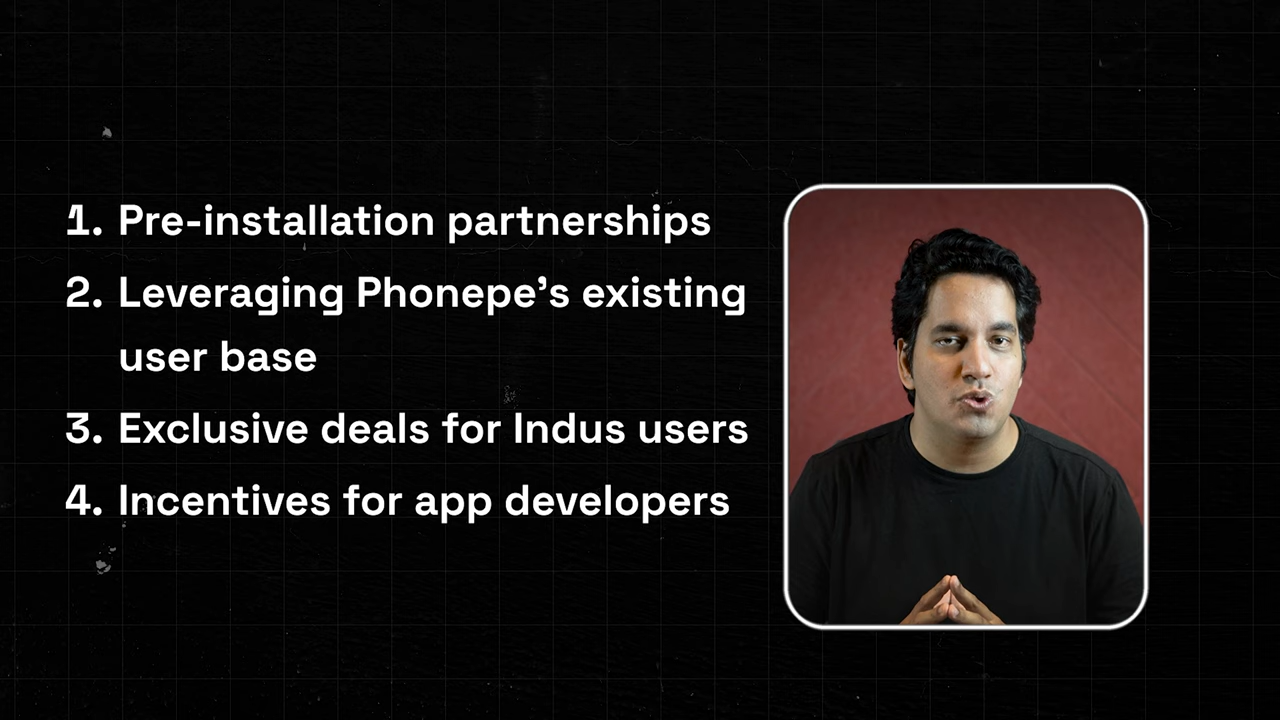 1. Pre-installation partnerships
2. Leveraging Phonepe's existing
user base
3. Exclusive deals for Indus users
4. Incentives for app developers